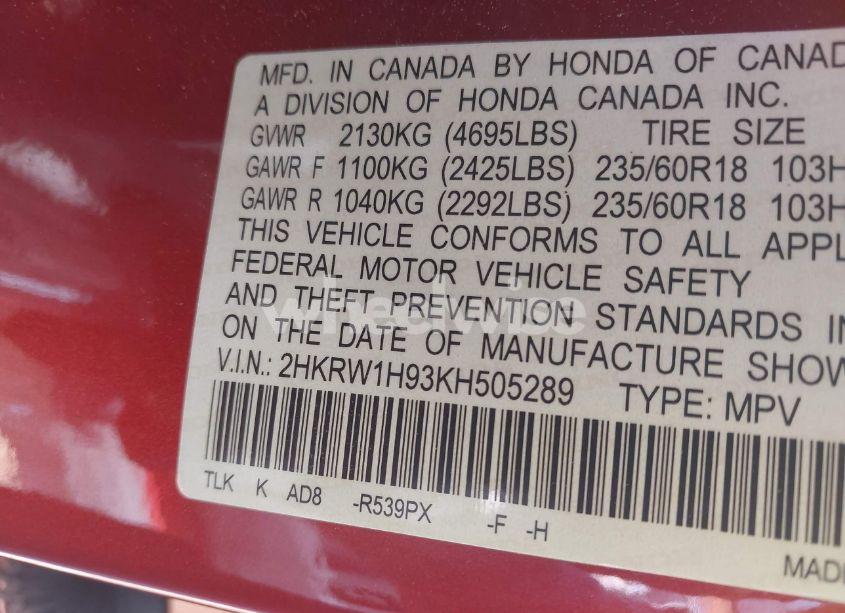 MFD. IN CANADA BY HONDA OF CANAD
A DIVISION OF HONDA CANADA INC.
GVWR 2130KG (4695LBS) TIRE SIZE
GAWR F 1100KG (2425LBS) 235/60R18 103H
GAWR R 1040KG (2292LBS) 235/60R18 103H
THIS VEHICLE CONFORMS TO ALL APPL
FEDERAL MOTOR VEHICLE SAFETY
AND THEFT PREVENTION STANDARDS IN
wheelwise
ON THE DATE OF MANUFACTURE SHOW
V.I.N.: 2HKRW1H93KH505289 TYPE: MPV
TLK K AD8 -R539PX -F -H
MADE